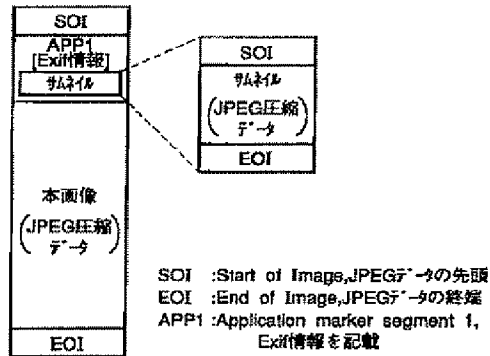 SOI
APP1
[Exif情報]
ｻﾑﾈｲﾙ
本画像
(JPEG圧縮
ﾃﾞｰﾀ)
EOI
SOI
ｻﾑﾈｲﾙ
(JPEG圧縮
ﾃﾞｰﾀ)
EOI
SOI :Start of Image,JPEGﾃﾞｰﾀの先頭
EOI :End of Image,JPEGﾃﾞｰﾀの終端
APP1 :Application marker segment 1,
Exif情報を記載